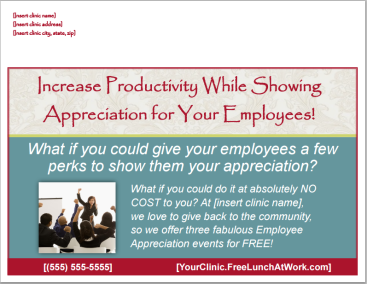 [insert clinic name]
[insert clinic address]
[insert clinic city, state, zip]
Increase Productivity While Showing
Appreciation for Your Employees!
What if you could give your employees a few
perks to show them your appreciation?
What if you could do it at absolutely NO
COST to you? At [insert clinic name],
we love to give back to the community,
so we offer three fabulous Employee
Appreciation events for FREE!
[(555) 555-5555]
[YourClinic.FreeLunchAtWork.com]